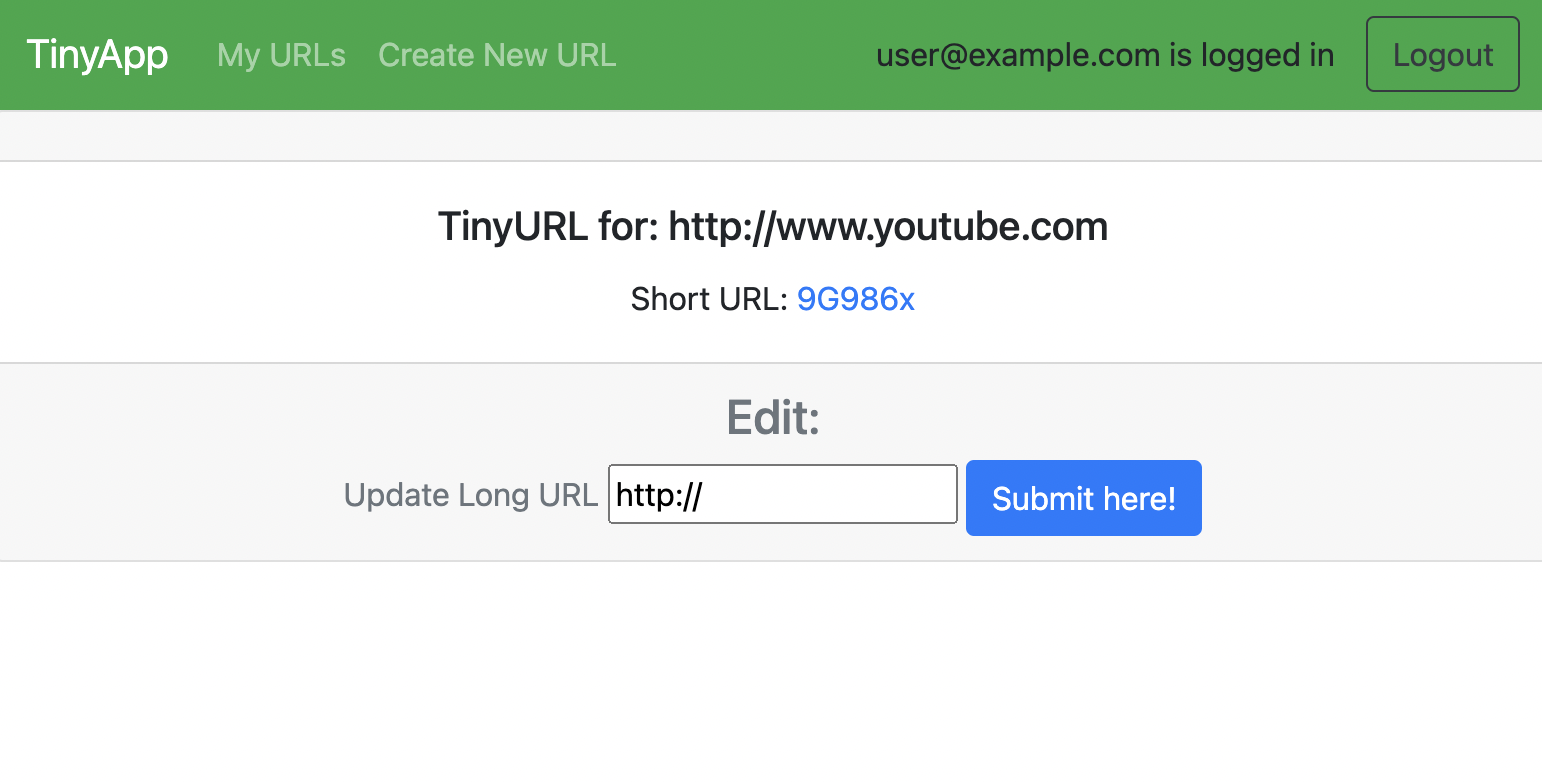 TinyApp My URLs Create New URL user@example.com is logged in Logout
TinyURL for: http://www.youtube.com
Short URL: 9G986x
Edit:
Update Long URL http:// Submit here!